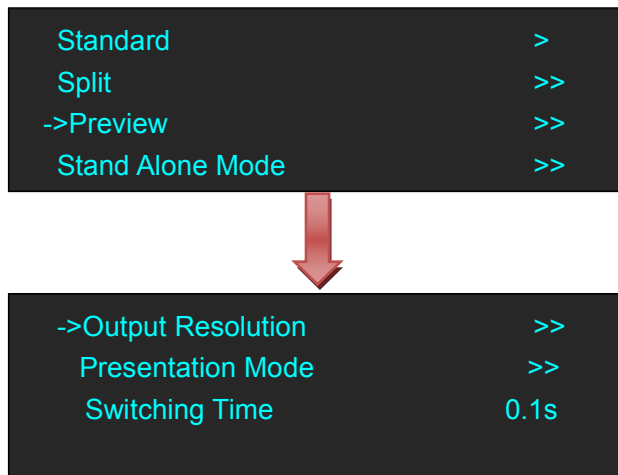 Standard >
Split >>
->Preview >>
Stand Alone Mode >>
->Output Resolution >>
Presentation Mode >>
Switching Time 0.1s